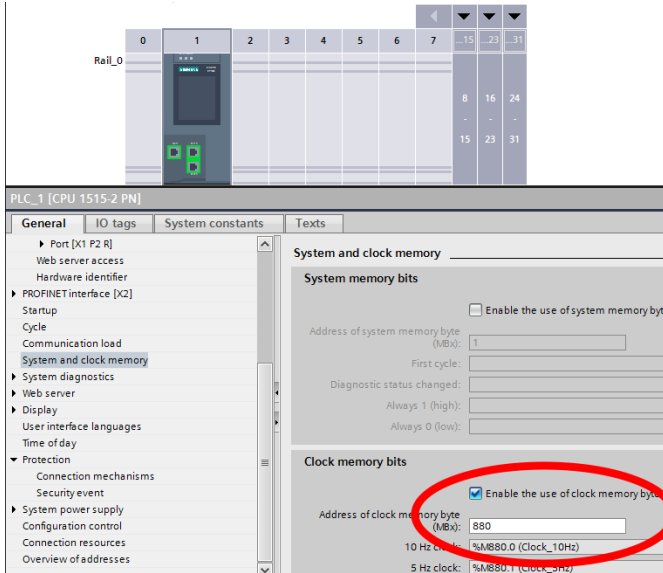 0 1 2 3 4 5 6 7 ...15 ...23 ...31
Rail_0
SIEMENS
8 16 24
- - -
15 23 31
PLC_1 [CPU 1515-2 PN]
General IO tags System constants Texts
Port [X1 P2 R]
Web server access
Hardware identifier
PROFINET interface [X2]
Startup
Cycle
Communication load
System and clock memory
System diagnostics
Web server
Display
User interface languages
Time of day
Protection
Connection mechanisms
Security event
System power supply
Configuration control
Connection resources
Overview of addresses
System and clock memory
System memory bits
Enable the use of system memory byt
Address of system memory byte
(MBx): 1
First cycle:
Diagnostic status changed:
Always 1 (high):
Always 0 (low):
Clock memory bits
Enable the use of clock memory byte
Address of clock memory byte
(MBx): 880
10 Hz clock: %M880.0 (Clock_10Hz)
5 Hz clock: %M880.1 (Clock_5Hz)